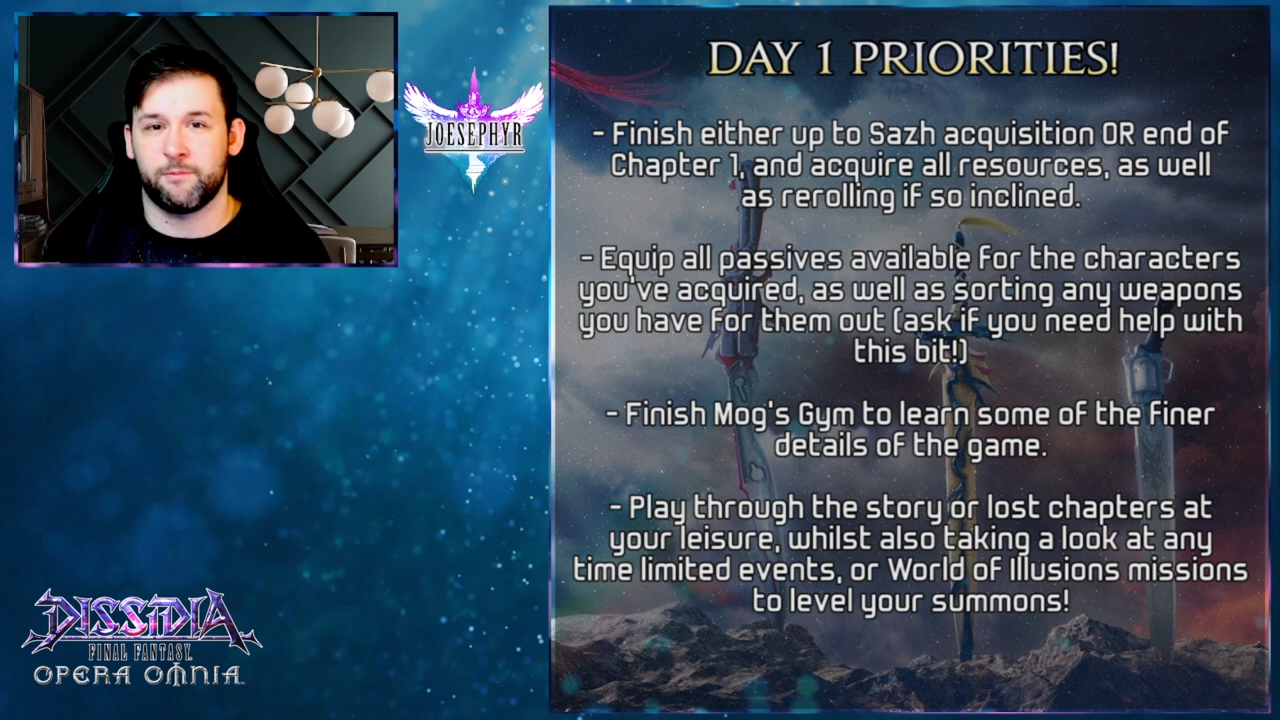 JOESEPHYR
DAY 1 PRIORITIES!
- Finish either up to Sazh acquisition OR end of
Chapter 1, and acquire all resources, as well
as rerolling if so inclined.
- Equip all passives available for the characters
you've acquired, as well as sorting any weapons
you have for them out (ask if you need help with
this bit!)
- Finish Mog's Gym to learn some of the finer
details of the game.
- Play through the story or lost chapters at
your leisure, whilst also taking a look at any
time limited events, or World of Illusions missions
to level your summons!
DISSIDIA
FINAL FANTASY
OPERA OMNIA